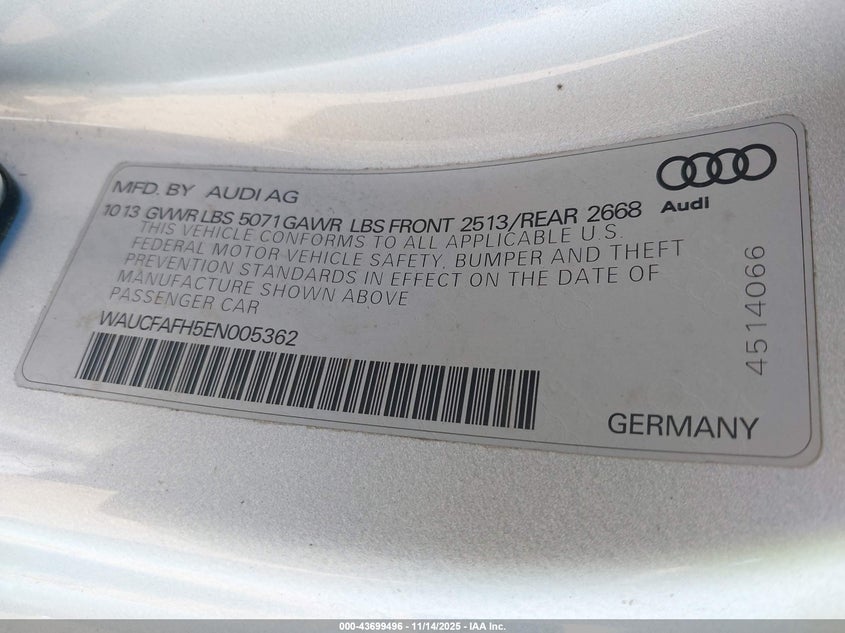 MFD. BY AUDI AG
10 13 GVWR LBS 5071 GAWR LBS FRONT 2513/REAR 2668
THIS VEHICLE CONFORMS TO ALL APPLICABLE U.S.
FEDERAL MOTOR VEHICLE SAFETY, BUMPER AND THEFT
PREVENTION STANDARDS IN EFFECT ON THE DATE OF
MANUFACTURE SHOWN ABOVE
PASSENGER CAR
WAUCFAFH5EN005362
Audi
4514066
GERMANY
000-43699496 - 11/14/2025 - IAA Inc.